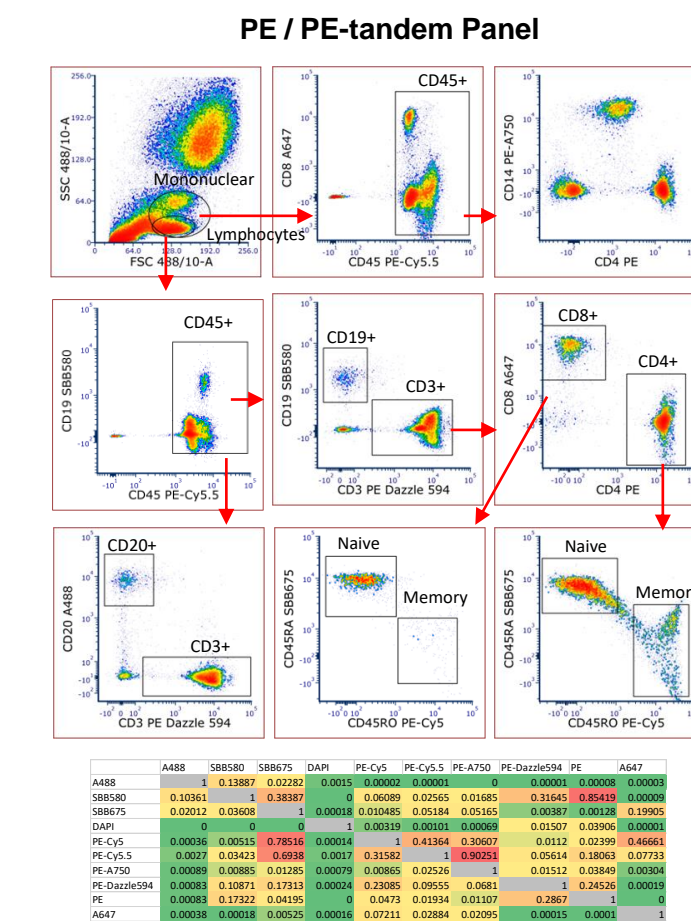 PE / PE-tandem Panel
256.0
192.0
128.0
64.0
0
SSC 488/10-A
Mononuclear
Lymphocytes
0 64.0 128.0 192.0 256.0
FSC 488/10-A
CD45+
CD8 A647
CD45 PE-Cy5.5
CD14 PE-A750
CD4 PE
CD45+
CD19 SBB580
CD45 PE-Cy5.5
CD19+
CD3+
CD19 SBB580
CD3 PE Dazzle 594
CD8+
CD4+
CD8 A647
CD4 PE
CD20+
CD3+
CD20 A488
CD3 PE Dazzle 594
Naive
Memory
CD45RA SBB675
CD45RO PE-Cy5
Naive
Memor
CD45RA SBB675
CD45RO PE-Cy5
A488 SBB580 SBB675 DAPI PE-Cy5 PE-Cy5.5 PE-A750 PE-Dazzle594 PE A647
A488 1 0.13887 0.02282 0.0015 0.00002 0.00001 0 0.00001 0.00008 0.00003
SBB580 0.10361 1 0.38387 0 0.06089 0.02565 0.01685 0.31645 0.85419 0.00009
SBB675 0.02012 0.03608 1 0.00018 0.010485 0.05184 0.05165 0.00387 0.00128 0.19905
DAPI 0 0 0 1 0.00319 0.00101 0.00069 0.01507 0.03906 0.00001
PE-Cy5 0.00036 0.00515 0.78516 0.00014 1 0.41364 0.30607 0.0112 0.02399 0.46661
PE-Cy5.5 0.0027 0.03423 0.6938 0.0017 0.31582 1 0.90251 0.05614 0.18063 0.07733
PE-A750 0.00089 0.00885 0.01285 0.00079 0.00865 0.02526 1 0.01512 0.03849 0.00304
PE-Dazzle594 0.00083 0.10871 0.17313 0.00024 0.23085 0.09555 0.0681 1 0.24526 0.00019
PE 0.00083 0.17322 0.04195 0 0.0473 0.01934 0.01107 0.2867 1 0
A647 0.00038 0.00018 0.00525 0.00016 0.07211 0.02884 0.02095 0.00015 0.0001 1